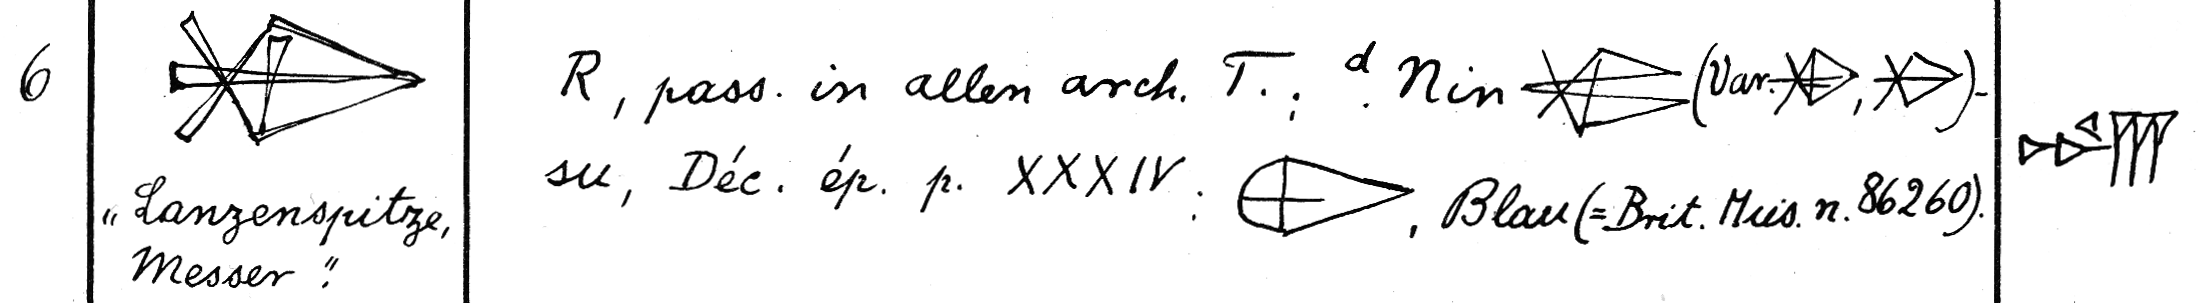 6
R, pass. in allen arch. T.; d. Nin (Var. , )-
su, Déc. ép. p. XXXIV; , Blau (= Brit. Mus. n. 86260).
„Lanzenspitze,
Messer“.